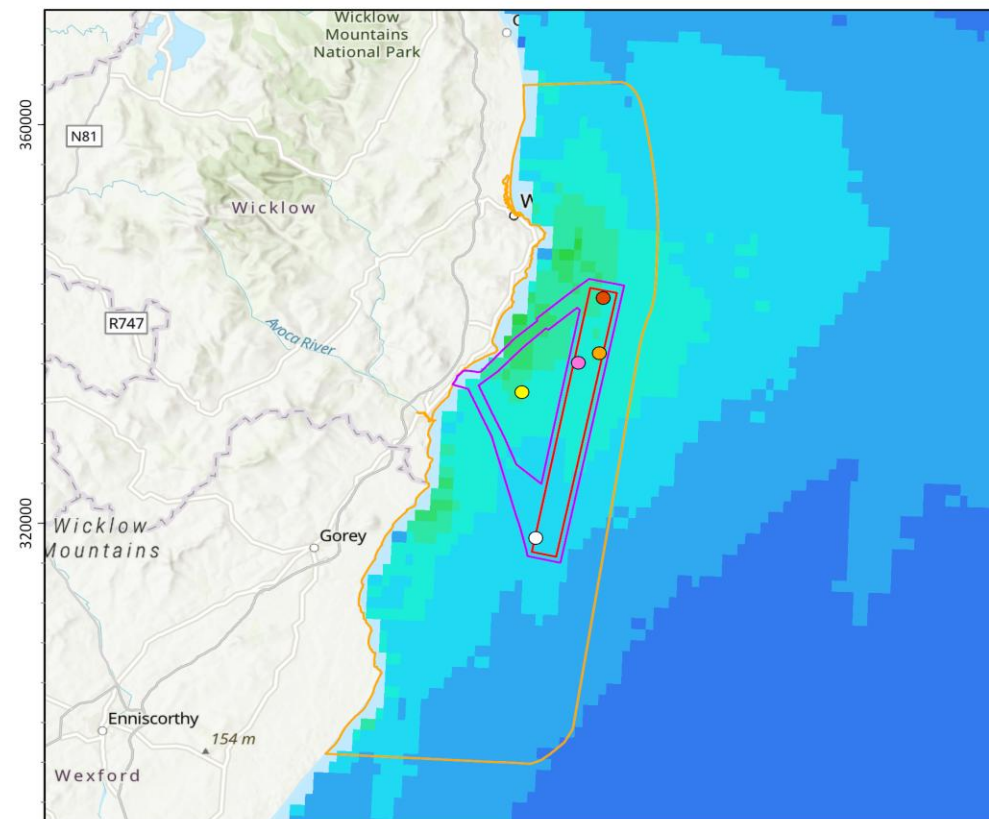 Wicklow
Mountains
National Park
360000
N81
Wicklow
W
R747
Avoca River
320000
Wicklow
Mountains
Gorey
Enniscorthy
154 m
Wexford